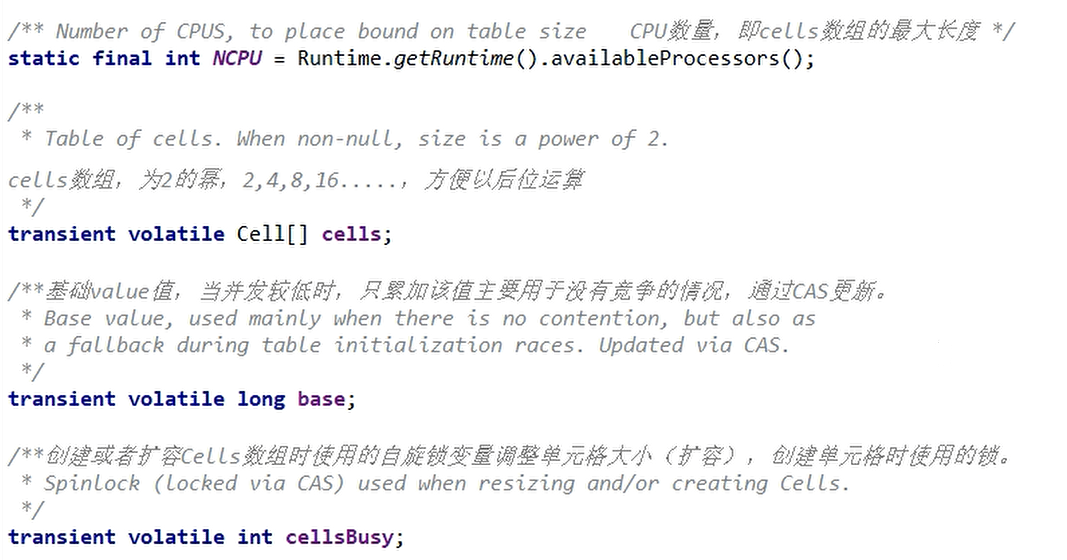 /** Number of CPUS, to place bound on table size    CPU数量，即cells数组的最大长度 */
static final int NCPU = Runtime.getRuntime().availableProcessors();
/**
 * Table of cells. When non-null, size is a power of 2.
cells数组，为2的幂，2,4,8,16.....，方便以后位运算
 */
transient volatile Cell[] cells;
/**基础value值，当并发较低时，只累加该值主要用于没有竞争的情况，通过CAS更新。
 * Base value, used mainly when there is no contention, but also as
 * a fallback during table initialization races. Updated via CAS.
 */
transient volatile long base;
/**创建或者扩容Cells数组时使用的自旋锁变量调整单元格大小（扩容），创建单元格时使用的锁。
 * Spinlock (locked via CAS) used when resizing and/or creating Cells.
 */
transient volatile int cellsBusy;